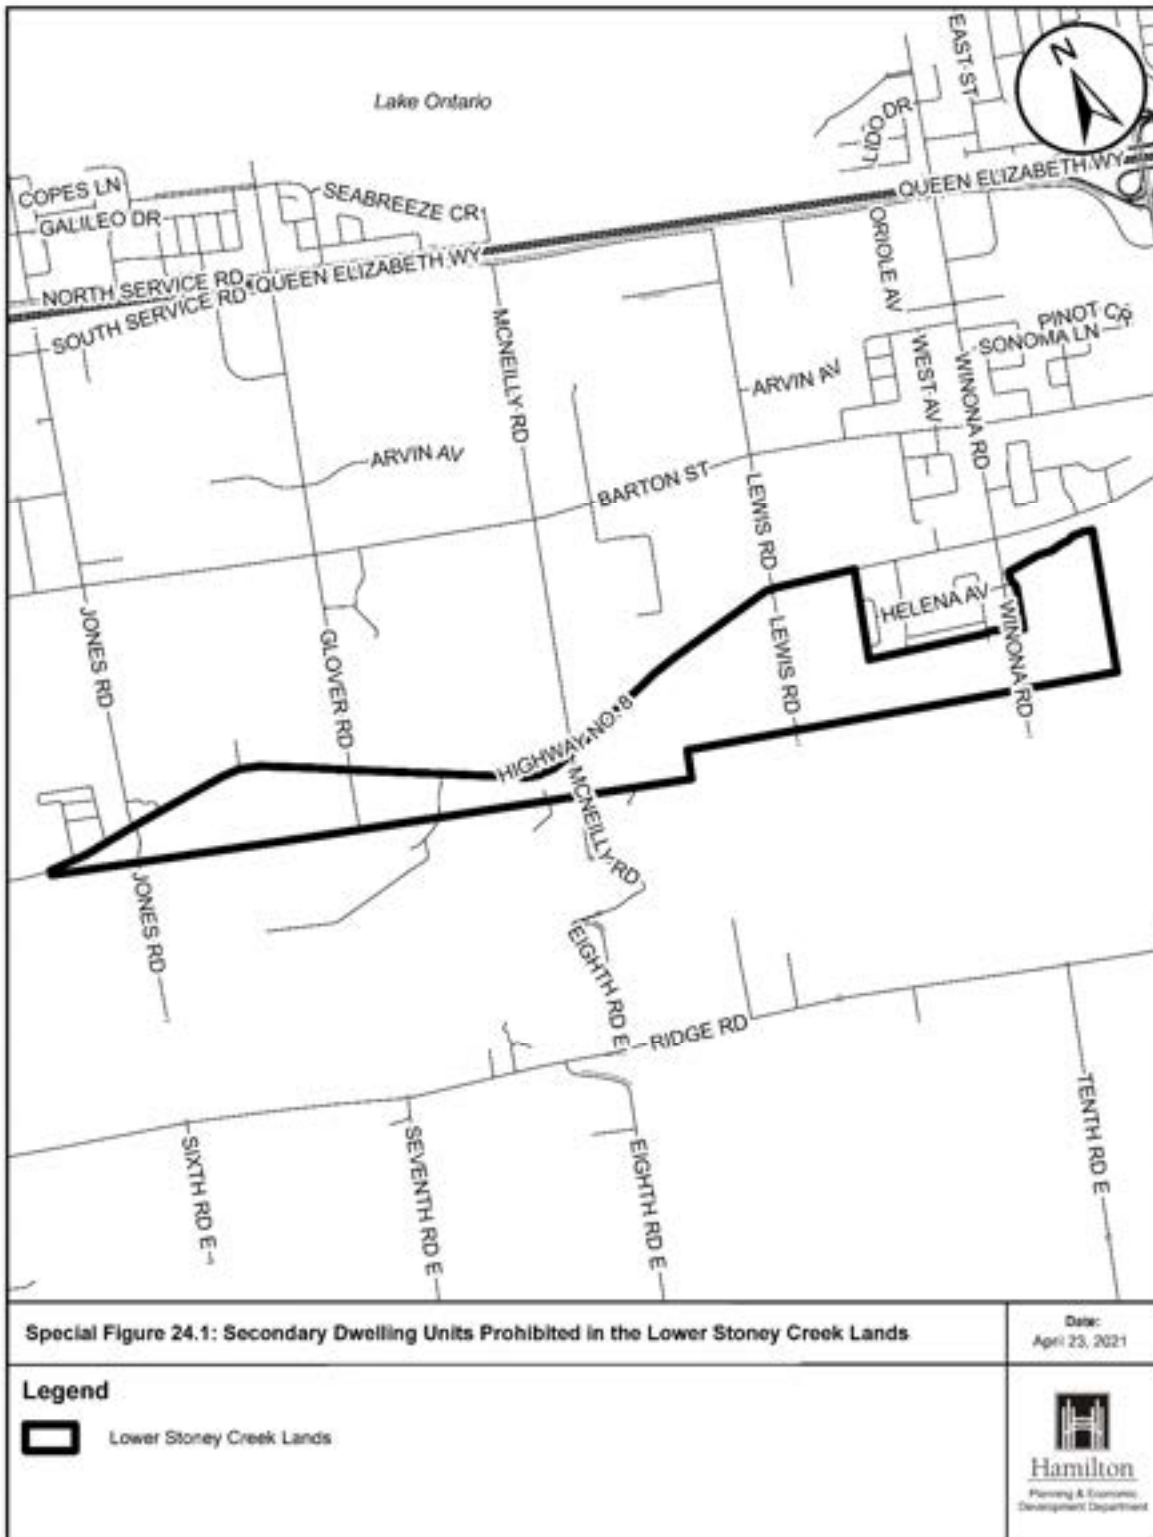 Lake Ontario
EAST ST
N
LIDO DR
QUEEN ELIZABETH WY
COPES LN
GALILEO DR
SEABREEZE CR
ORIOLE AV
NORTH SERVICE RD
QUEEN ELIZABETH WY
SOUTH SERVICE RD
MCNEILLY RD
PINOT CR
SONOMA LN
WEST AV
WINONA RD
ARVIN AV
ARVIN AV
BARTON ST
LEWIS RD
JONES RD
GLOVER RD
HELENA AV
LEWIS RD
WINONA RD
HIGHWAY NO. 8
MCNEILLY RD
JONES RD
EIGHTH RD E
RIDGE RD
SIXTH RD E
SEVENTH RD E
EIGHTH RD E
TENTH RD E
Special Figure 24.1: Secondary Dwelling Units Prohibited in the Lower Stoney Creek Lands
Date:
April 23, 2021
Legend
Lower Stoney Creek Lands
Hamilton
Planning & Economic
Development Department